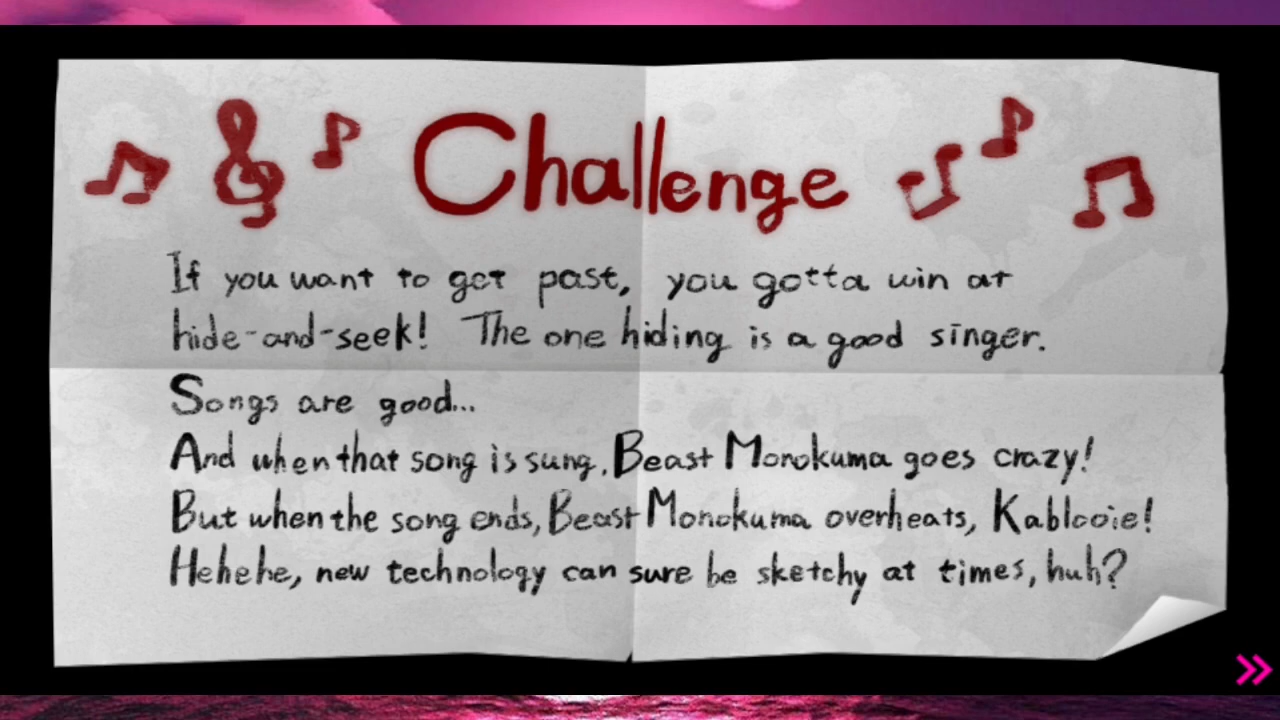 Challenge
If you want to get past, you gotta win at
hide-and-seek! The one hiding is a good singer.
Songs are good...
And when that song is sung, Beast Monokuma goes crazy!
But when the song ends, Beast Monokuma overheats, Kablooie!
Hehehe, new technology can sure be sketchy at times, huh?